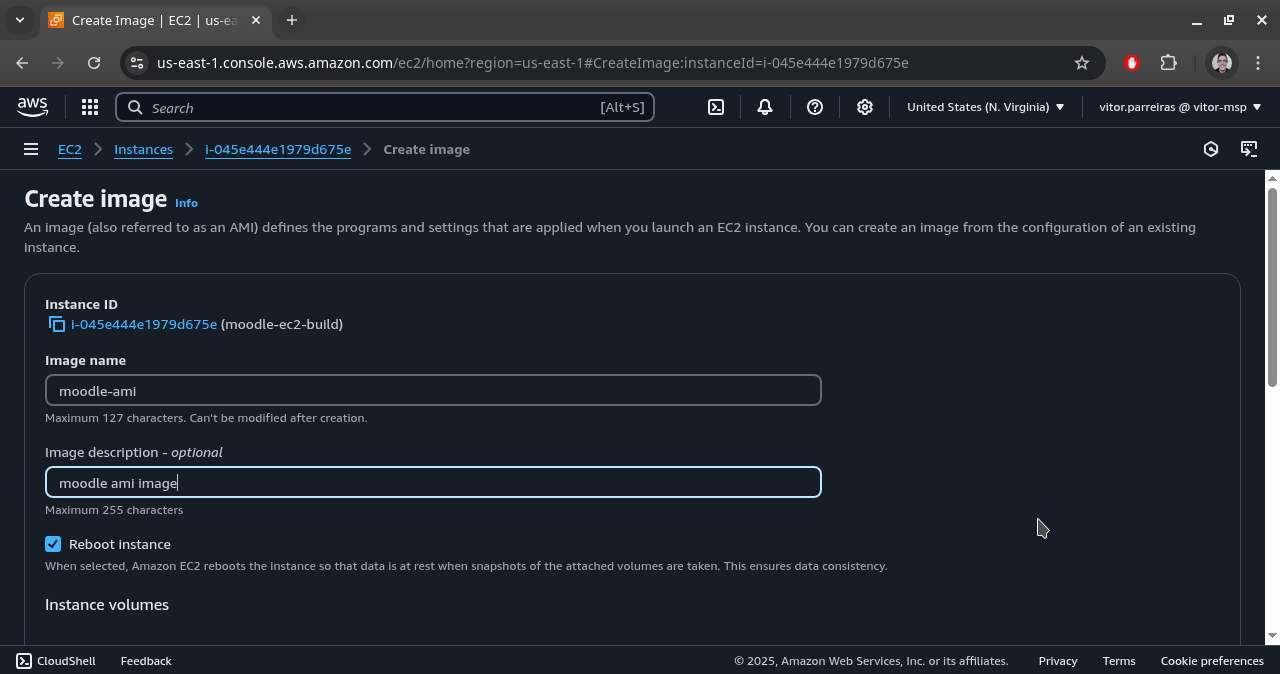 Create Image | EC2 | us-ea
us-east-1.console.aws.amazon.com/ec2/home?region=us-east-1#CreateImage:instanceId=i-045e444e1979d675e
aws
Search
[Alt+S]
United States (N. Virginia)
vitor.parreiras @ vitor-msp
EC2
Instances
i-045e444e1979d675e
Create image
Create image Info
An image (also referred to as an AMI) defines the programs and settings that are applied when you launch an EC2 instance. You can create an image from the configuration of an existing
instance.
Instance ID
i-045e444e1979d675e (moodle-ec2-build)
Image name
moodle-ami
Maximum 127 characters. Can't be modified after creation.
Image description - optional
moodle ami image
Maximum 255 characters
Reboot instance
When selected, Amazon EC2 reboots the instance so that data is at rest when snapshots of the attached volumes are taken. This ensures data consistency.
Instance volumes
CloudShell
Feedback
© 2025, Amazon Web Services, Inc. or its affiliates.
Privacy
Terms
Cookie preferences